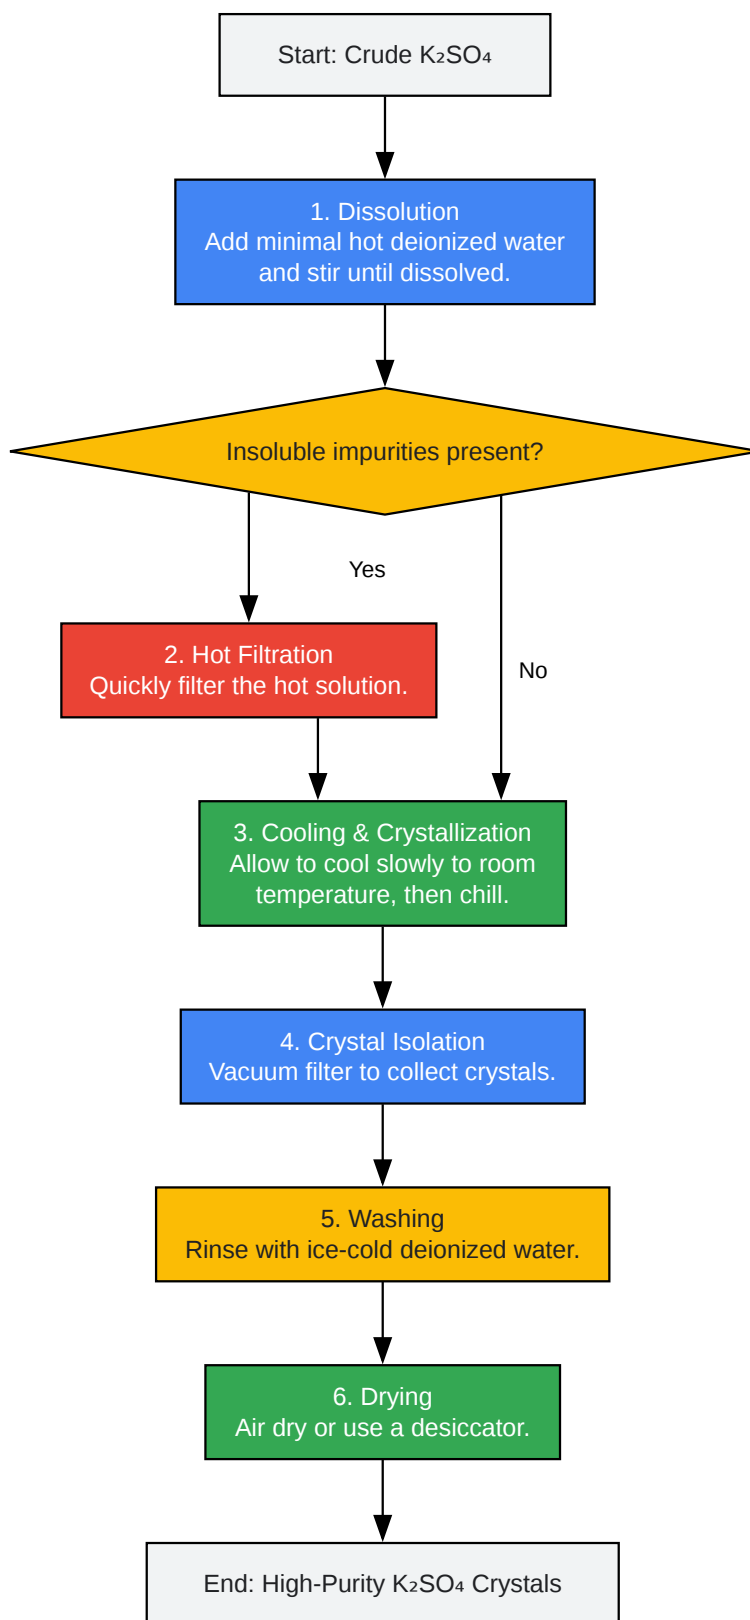 Start: Crude K₂SO₄
1. Dissolution
Add minimal hot deionized water
and stir until dissolved.
Insoluble impurities present?
Yes
2. Hot Filtration
Quickly filter the hot solution.
No
3. Cooling & Crystallization
Allow to cool slowly to room
temperature, then chill.
4. Crystal Isolation
Vacuum filter to collect crystals.
5. Washing
Rinse with ice-cold deionized water.
6. Drying
Air dry or use a desiccator.
End: High-Purity K₂SO₄ Crystals